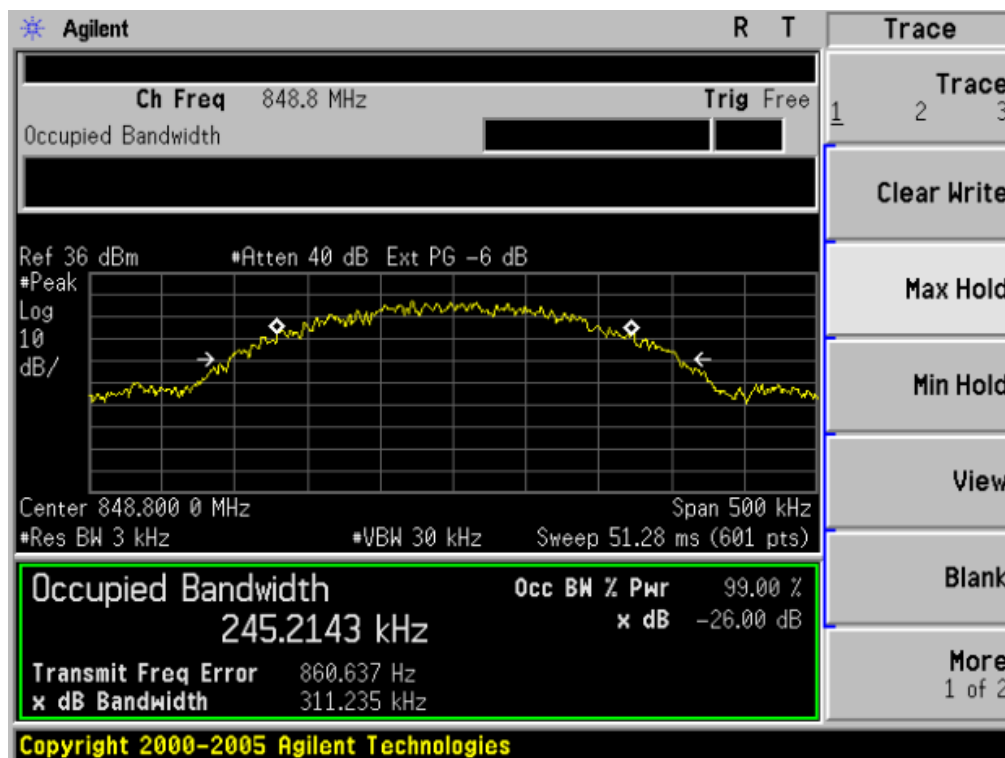 Agilent R T Trace
Ch Freq 848.8 MHz Trig Free
Occupied Bandwidth
Trace
1 2 3
Clear Write
Max Hold
Min Hold
View
Blank
More
1 of 2
Ref 36 dBm #Atten 40 dB Ext PG -6 dB
#Peak
Log
10
dB/
Center 848.800 0 MHz Span 500 kHz
#Res BW 3 kHz #VBW 30 kHz Sweep 51.28 ms (601 pts)
Occupied Bandwidth Occ BW % Pwr 99.00 %
245.2143 kHz x dB -26.00 dB
Transmit Freq Error 860.637 Hz
x dB Bandwidth 311.235 kHz
Copyright 2000-2005 Agilent Technologies